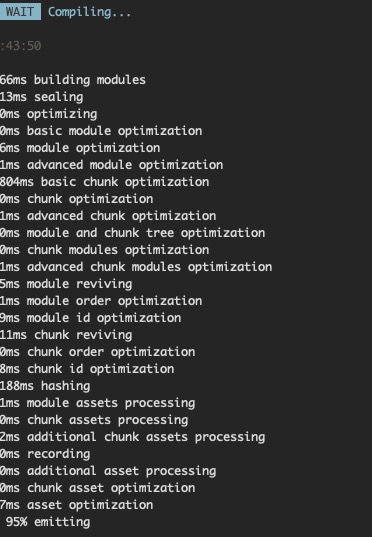 WAIT Compiling...
:43:50
66ms building modules
13ms sealing
0ms optimizing
0ms basic module optimization
6ms module optimization
1ms advanced module optimization
804ms basic chunk optimization
0ms chunk optimization
1ms advanced chunk optimization
0ms module and chunk tree optimization
0ms chunk modules optimization
1ms advanced chunk modules optimization
5ms module reviving
1ms module order optimization
9ms module id optimization
11ms chunk reviving
0ms chunk order optimization
8ms chunk id optimization
188ms hashing
1ms module assets processing
0ms chunk assets processing
2ms additional chunk assets processing
0ms recording
0ms additional asset processing
0ms chunk asset optimization
7ms asset optimization
95% emitting